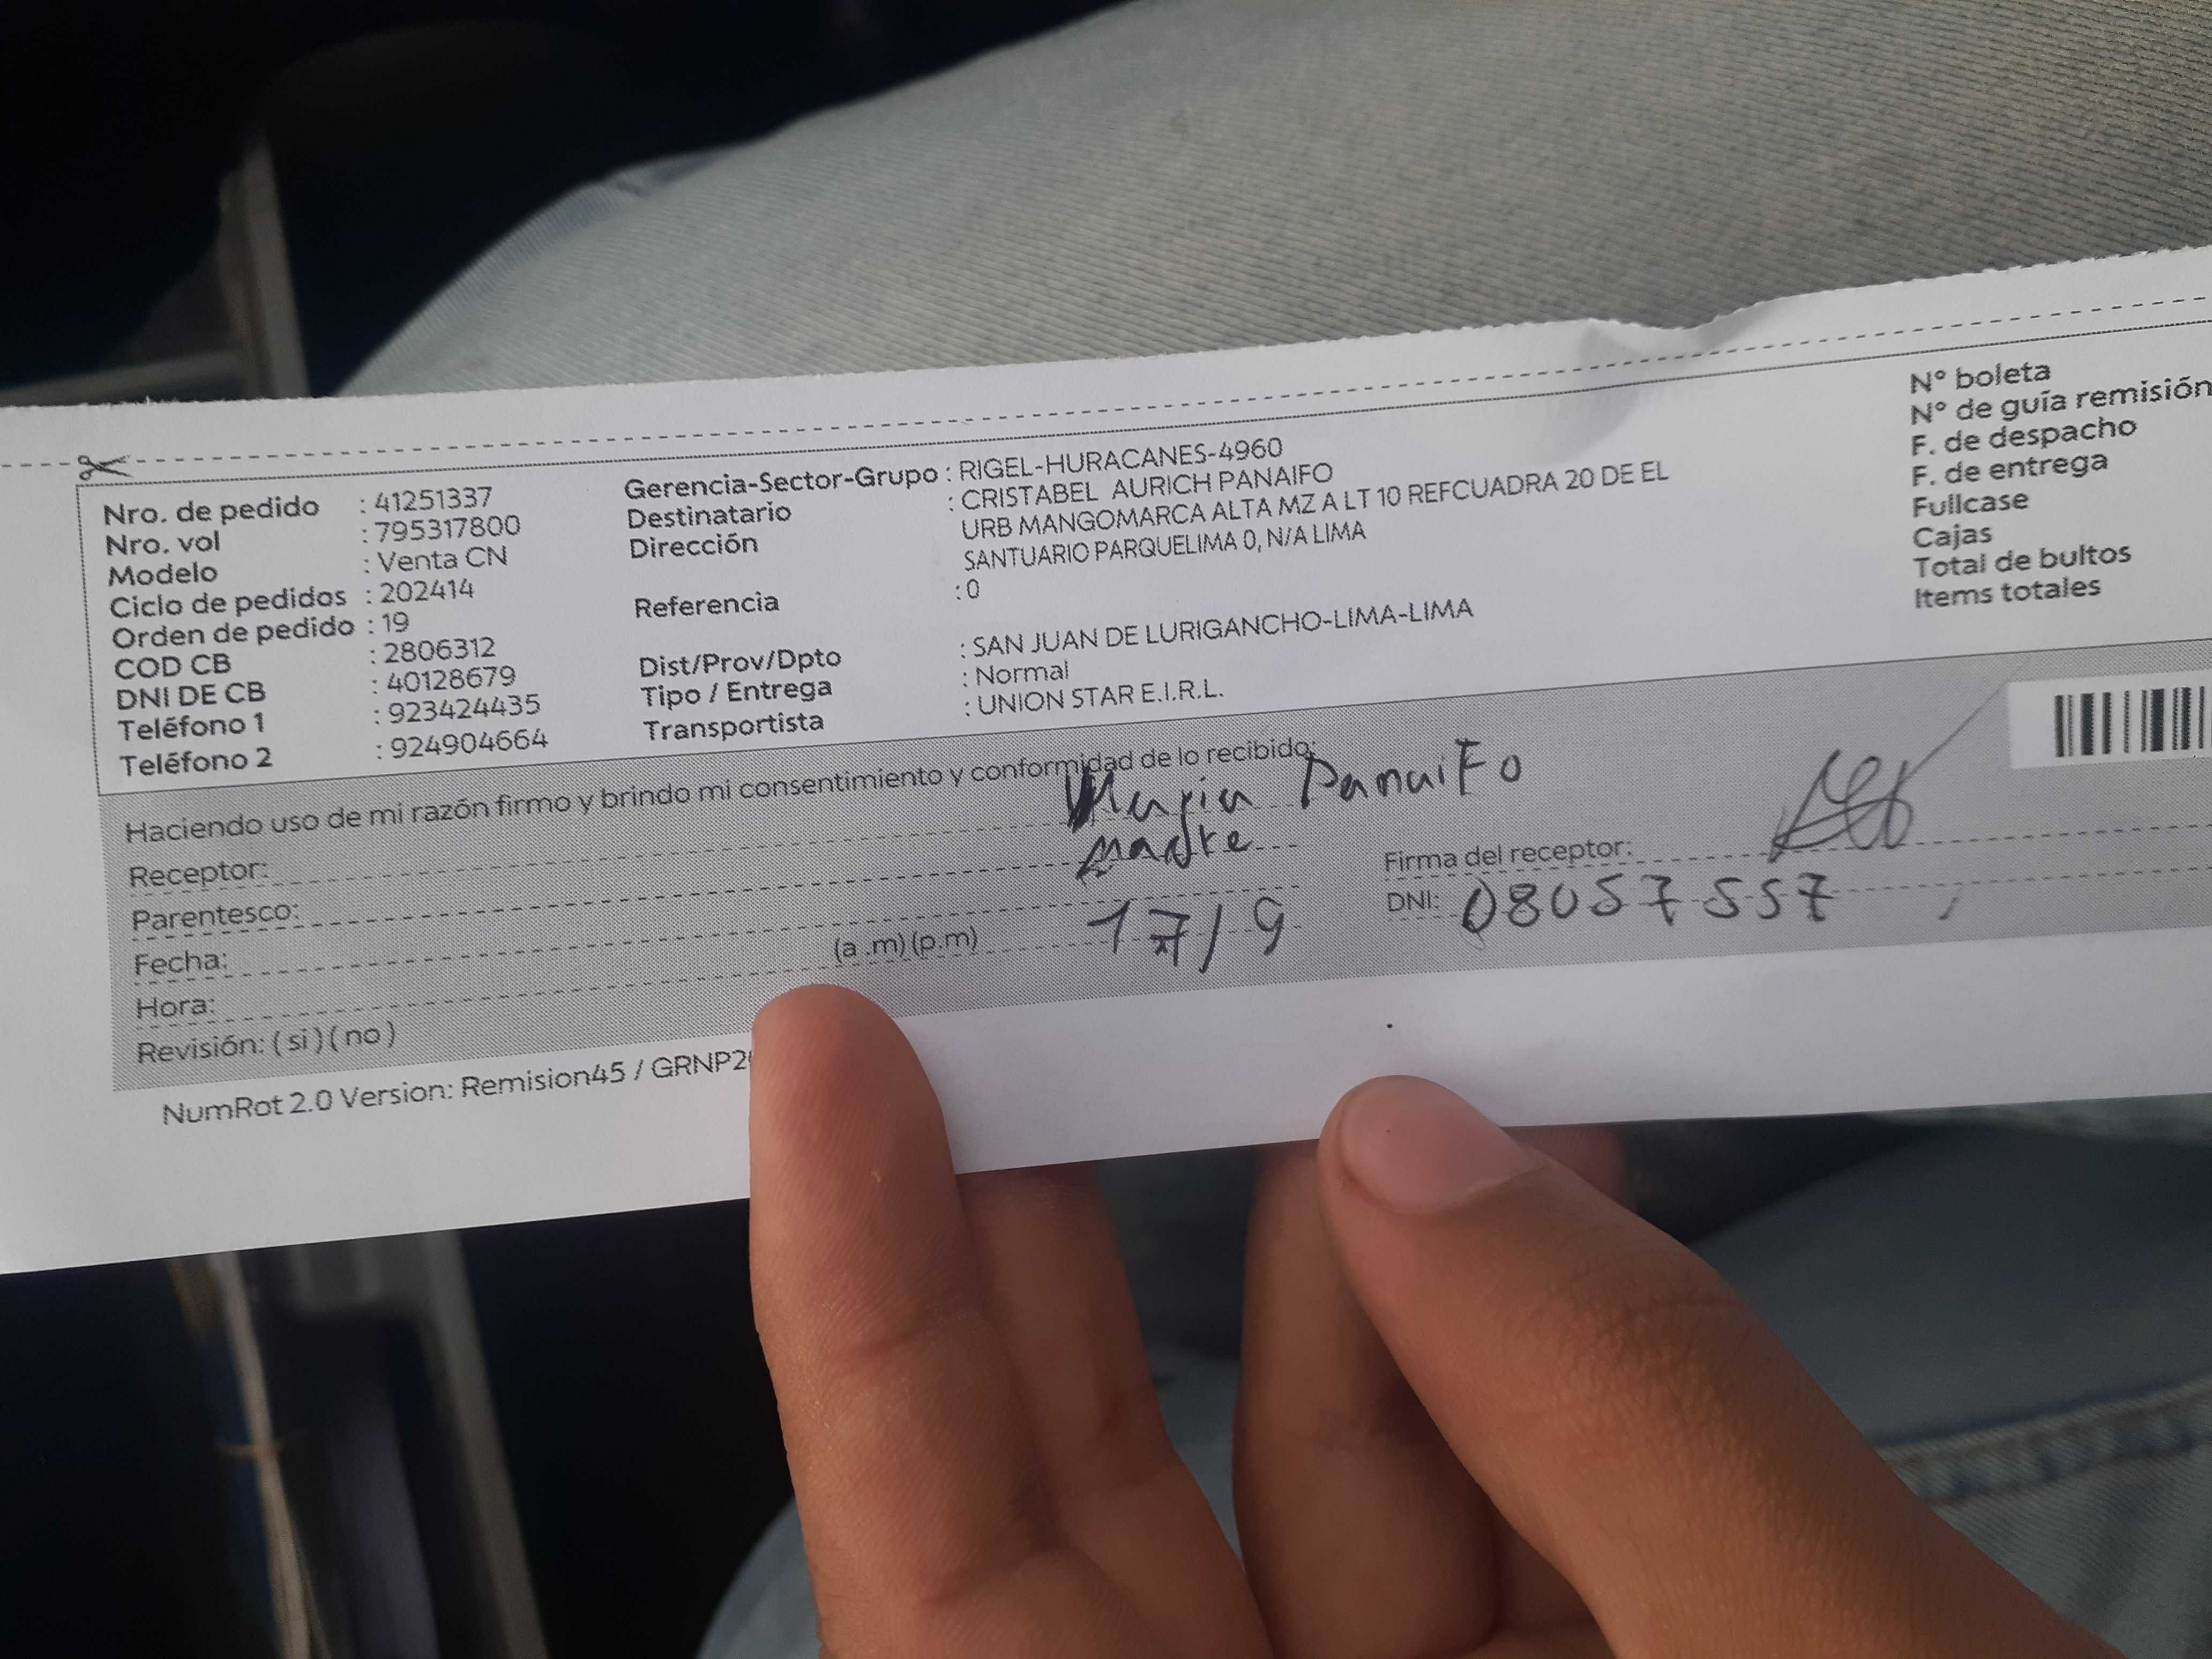 Nro. de pedido : 41251337
Nro. vol : 795317800
Modelo : Venta CN
Ciclo de pedidos : 202414
Orden de pedido : 19
COD CB : 2806312
DNI DE CB : 40128679
Teléfono 1 : 923424435
Teléfono 2 : 924904664
Gerencia-Sector-Grupo : RIGEL-HURACANES-4960
Destinatario : CRISTABEL AURICH PANAIFO
Dirección URB MANGOMARCA ALTA MZ A LT 10 REFCUADRA 20 DE EL
SANTUARIO PARQUELIMA 0, N/A LIMA
Referencia : 0
Dist/Prov/Dpto : SAN JUAN DE LURIGANCHO-LIMA-LIMA
Tipo / Entrega : Normal
Transportista : UNION STAR E.I.R.L.
N° boleta
N° de guía remisión
F. de despacho
F. de entrega
Fullcase
Cajas
Total de bultos
Items totales
Haciendo uso de mi razón firmo y brindo mi consentimiento y conformidad de lo recibido:
Receptor: Maria Panaifo
Parentesco: Madre
Fecha: 17/9
Hora: (a .m) (p.m)
Revisión: ( si ) ( no )
Firma del receptor:
DNI: 08057557
NumRot 2.0 Version: Remision45 / GRNP2